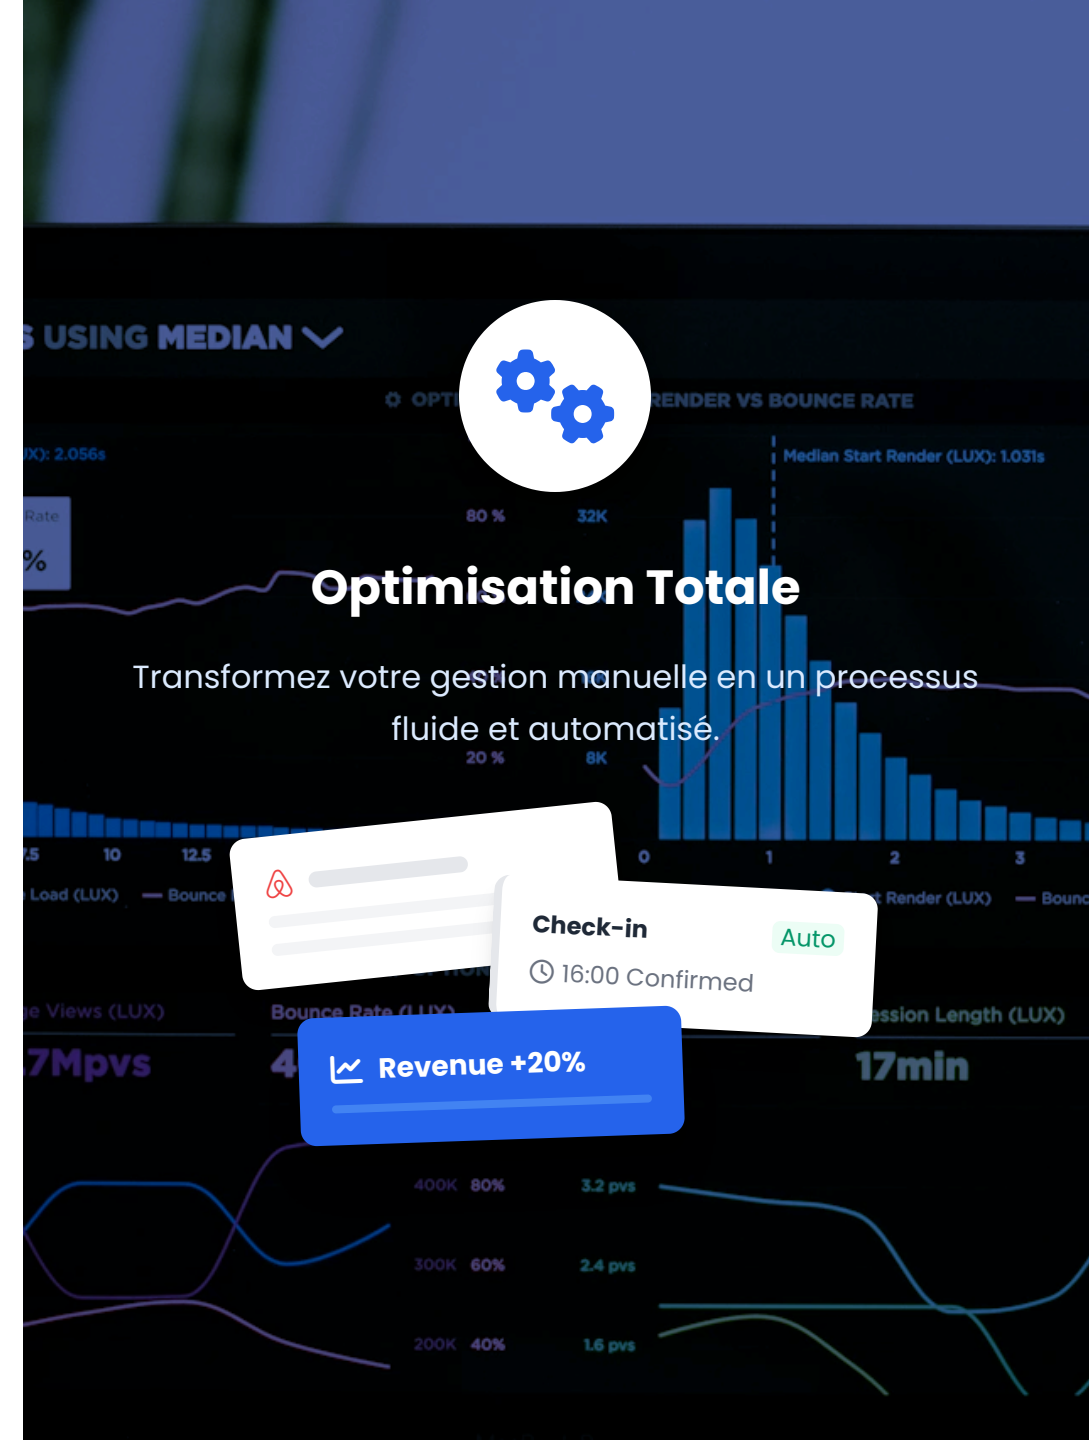 USING MEDIAN
RENDER VS BOUNCE RATE
2.056s
Median Start Render (LUX): 1.031s
Rate
%
80 %
32K
Optimisation Totale
Transformez votre gestion manuelle en un processus
fluide et automatisé.
20 %
8K
10
12.5
0
1
2
3
Load (LUX)
Bounce
Render (LUX)
Check-in
Auto
16:00 Confirmed
Views (LUX)
Bounce Rate (LUX)
Length (LUX)
7Mpvs
4
17min
Revenue +20%
400K 80%
3.2 pvs
300K 60%
2.4 pvs
200K 40%
1.6 pvs